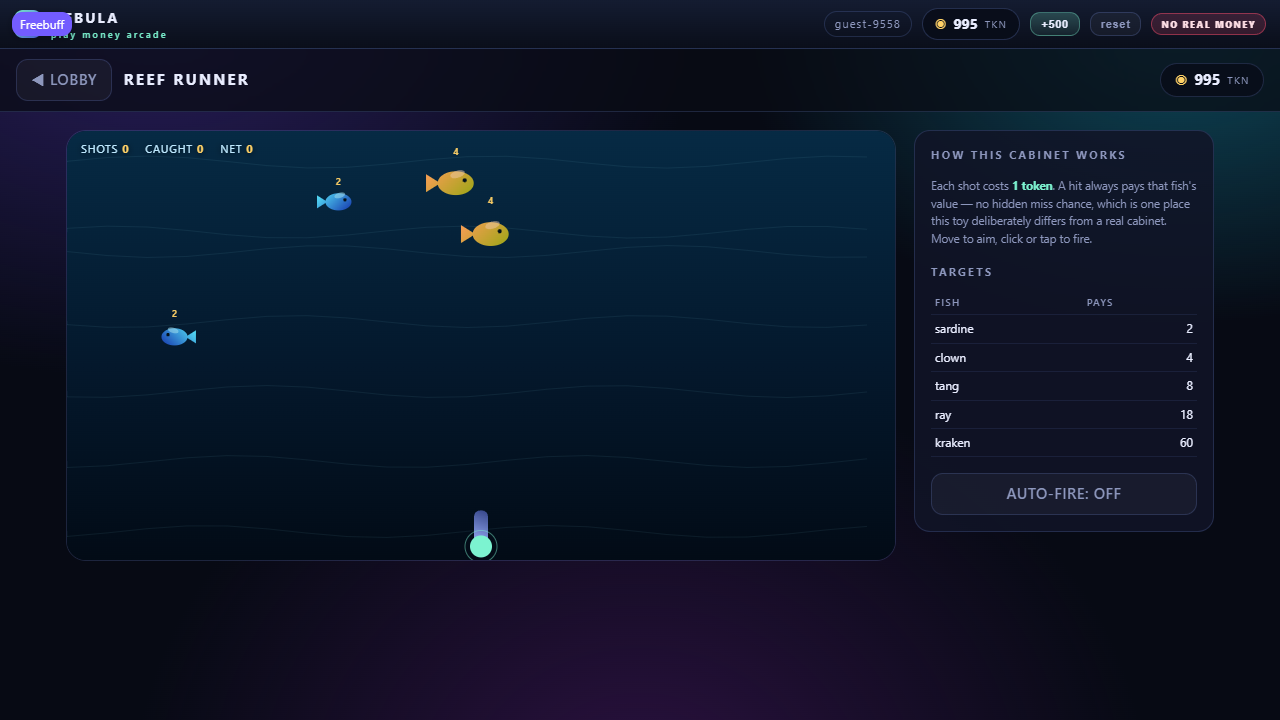 Freebuff
EBULA
play money arcade
guest-9558
995 TKN
+500
reset
NO REAL MONEY
◀ LOBBY
REEF RUNNER
995 TKN
SHOTS 0 CAUGHT 0 NET 0
4
2
4
2
HOW THIS CABINET WORKS
Each shot costs 1 token. A hit always pays that fish's
value — no hidden miss chance, which is one place
this toy deliberately differs from a real cabinet.
Move to aim, click or tap to fire.
TARGETS
FISH PAYS
sardine 2
clown 4
tang 8
ray 18
kraken 60
AUTO-FIRE: OFF